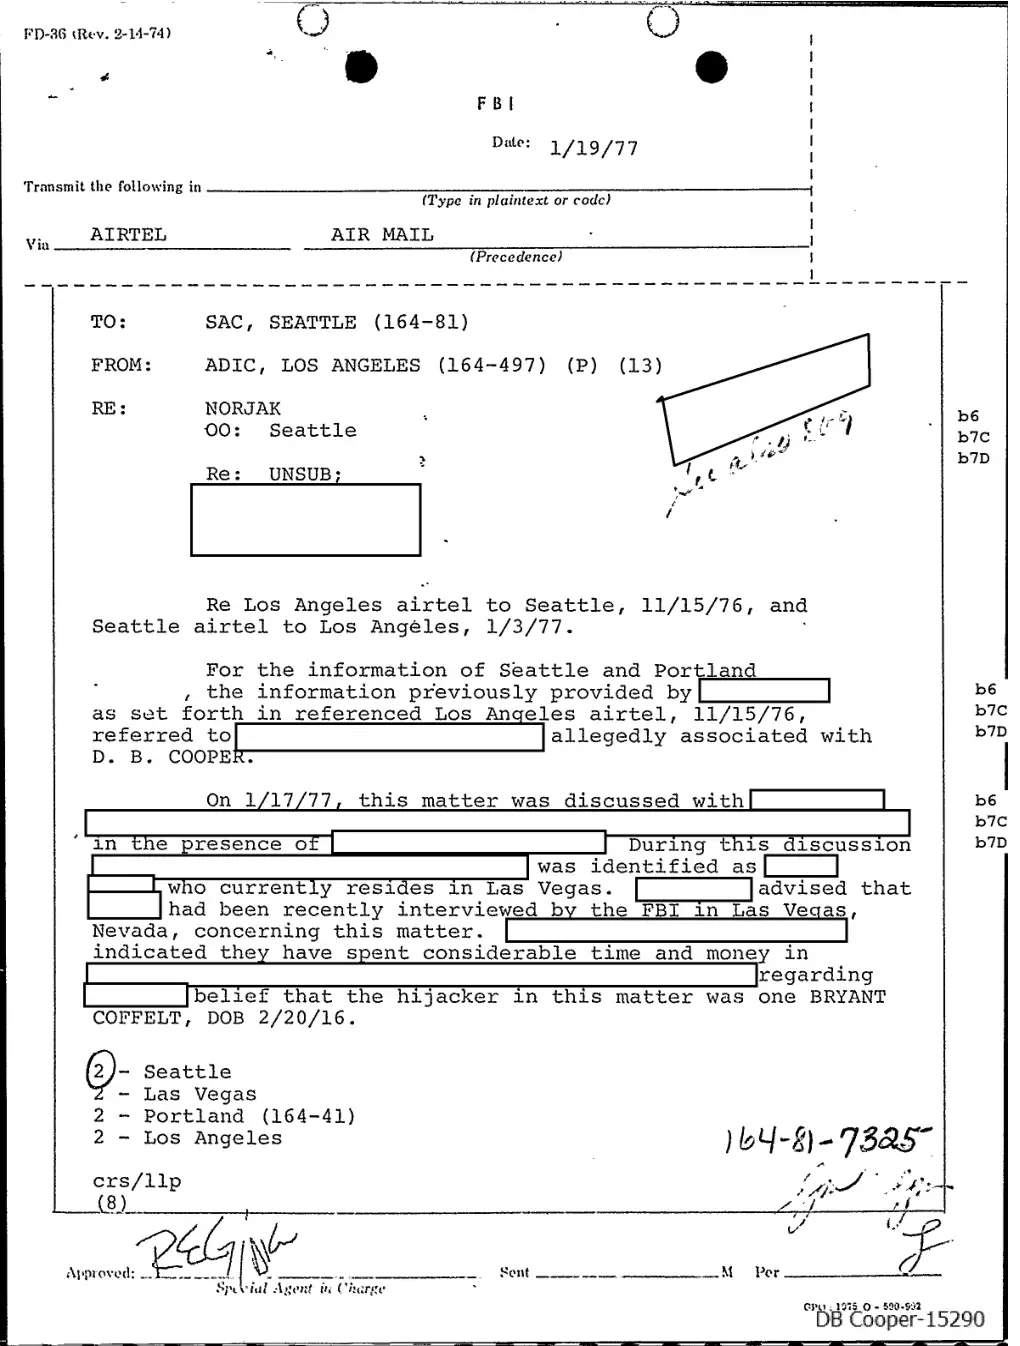 FD-36 (Rev. 2-14-74)
F B I
Date: 1/19/77
Transmit the following in
(Type in plaintext or code)
Via AIRTEL AIR MAIL
(Precedence)
TO: SAC, SEATTLE (164-81)
FROM: ADIC, LOS ANGELES (164-497) (P) (13)
RE: NORJAK
OO: Seattle
b6
b7C
b7D
See also 509
Re: UNSUB;
Re Los Angeles airtel to Seattle, 11/15/76, and
Seattle airtel to Los Angeles, 1/3/77.
For the information of Seattle and Portland
, the information previously provided by
b6
as set forth in referenced Los Angeles airtel, 11/15/76,
b7C
referred to allegedly associated with
b7D
D. B. COOPER.
On 1/17/77, this matter was discussed with
b6
b7C
in the presence of During this discussion
b7D
was identified as
who currently resides in Las Vegas. advised that
had been recently interviewed by the FBI in Las Vegas,
Nevada, concerning this matter.
indicated they have spent considerable time and money in
regarding
belief that the hijacker in this matter was one BRYANT
COFFELT, DOB 2/20/16.
2 - Seattle
2 - Las Vegas
2 - Portland (164-41)
2 - Los Angeles
164-81-7325
crs/llp
(8)
Approved: Sent M Per
Special Agent in Charge
GPO : 1975 O - 590-992
DB Cooper-15290